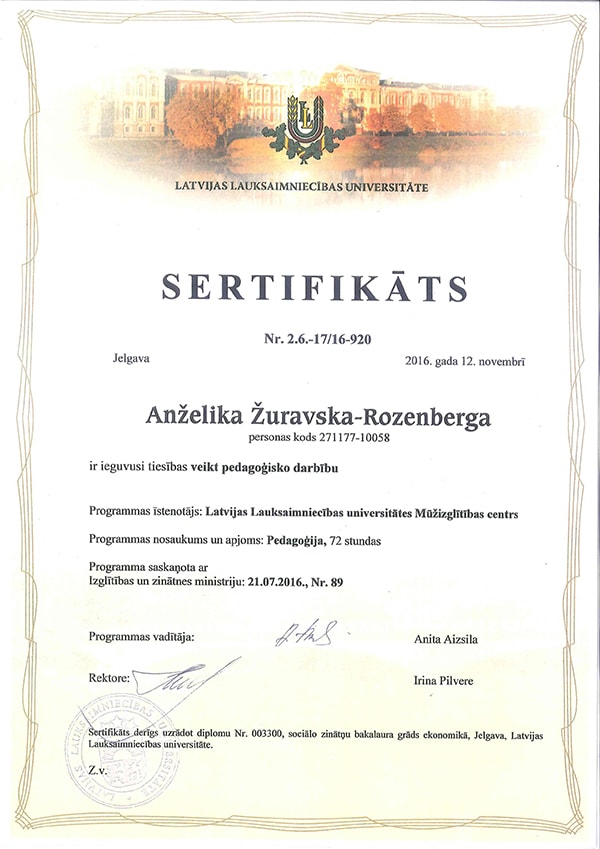 LATVIJAS LAUKSAIMNIECĪBAS UNIVERSITĀTE
SERTIFIKĀTS
Nr. 2.6.-17/16-920
Jelgava 2016. gada 12. novembrī
Anželika Žuravska-Rozenberga
personas kods 271177-10058
ir ieguvusi tiesības veikt pedagoģisko darbību
Programmas īstenotājs: Latvijas Lauksaimniecības universitātes Mūžizglītības centrs
Programmas nosaukums un apjoms: Pedagoģija, 72 stundas
Programma saskaņota ar
Izglītības un zinātnes ministriju: 21.07.2016., Nr. 89
Programmas vadītāja: Anita Aizsila
Rektore: Irina Pilvere
Sertifikāts derīgs uzrādot diplomu Nr. 003300, sociālo zinātņu bakalaura grāds ekonomikā, Jelgava, Latvijas
Lauksaimniecības universitāte.
Z.v.